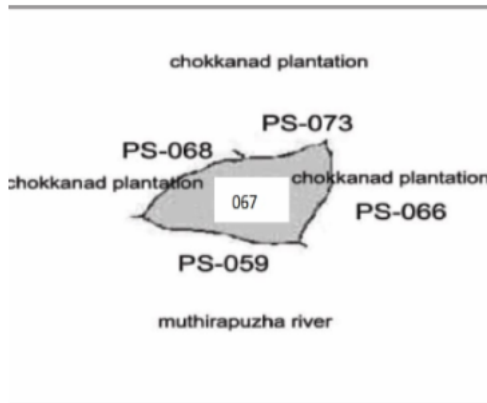 chokkanad plantation
PS-073
PS-068
chokkanad plantation
chokkanad plantation
067
PS-066
PS-059
muthirapuzha river